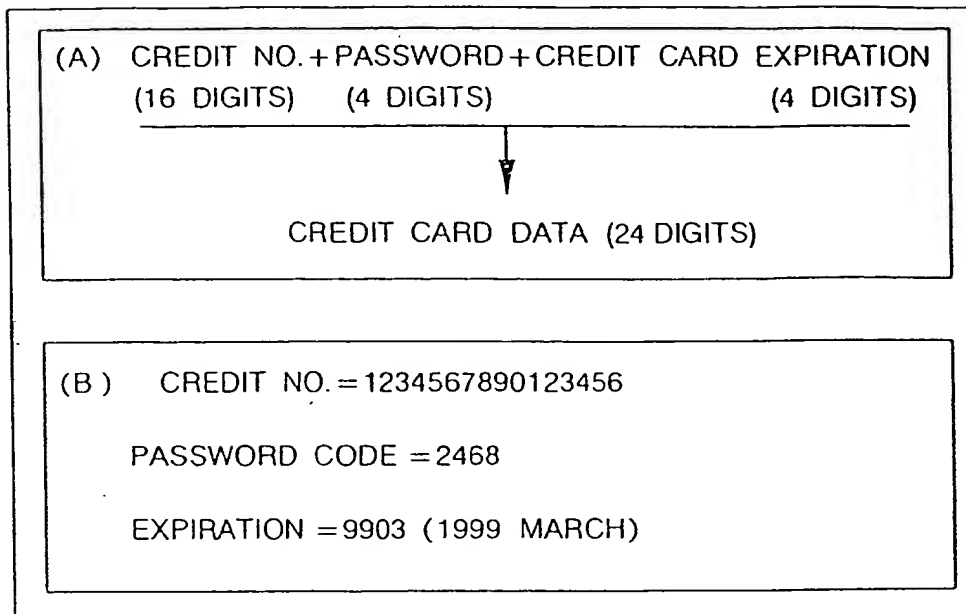 (A) CREDIT NO.+PASSWORD+CREDIT CARD EXPIRATION
(16 DIGITS) (4 DIGITS) (4 DIGITS)
CREDIT CARD DATA (24 DIGITS)
(B) CREDIT NO.=1234567890123456
PASSWORD CODE =2468
EXPIRATION =9903 (1999 MARCH)